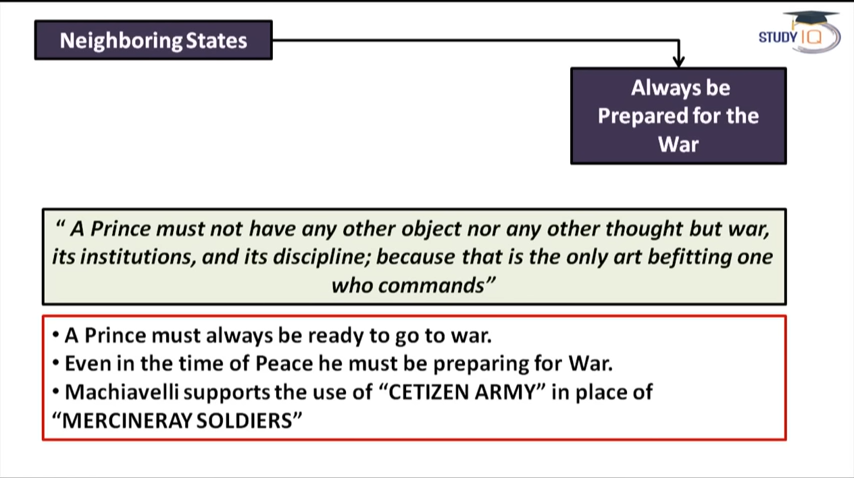 Neighboring States
STUDY IQ
Always be
Prepared for the
War
“ A Prince must not have any other object nor any other thought but war,
its institutions, and its discipline; because that is the only art befitting one
who commands”
• A Prince must always be ready to go to war.
• Even in the time of Peace he must be preparing for War.
• Machiavelli supports the use of “CETIZEN ARMY” in place of
“MERCINERAY SOLDIERS”